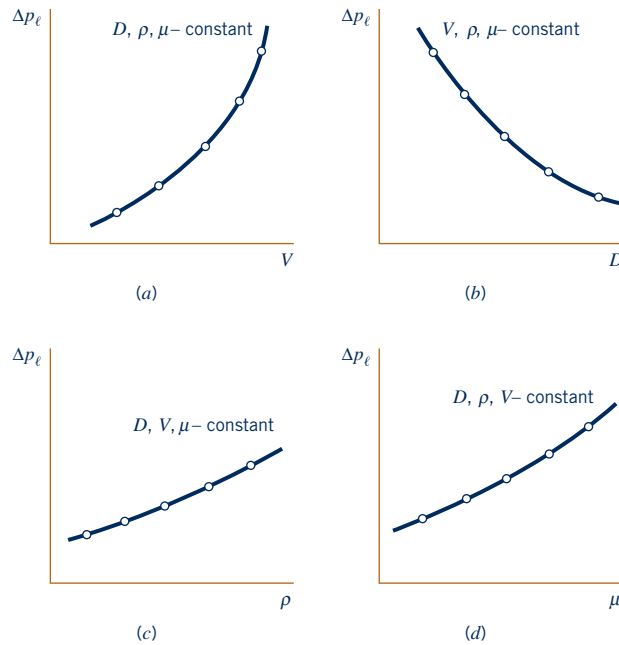 Δp_ℓ
D, ρ, μ – constant
V
(a)
Δp_ℓ
V, ρ, μ – constant
D
(b)
Δp_ℓ
D, V, μ – constant
ρ
(c)
Δp_ℓ
D, ρ, V – constant
μ
(d)